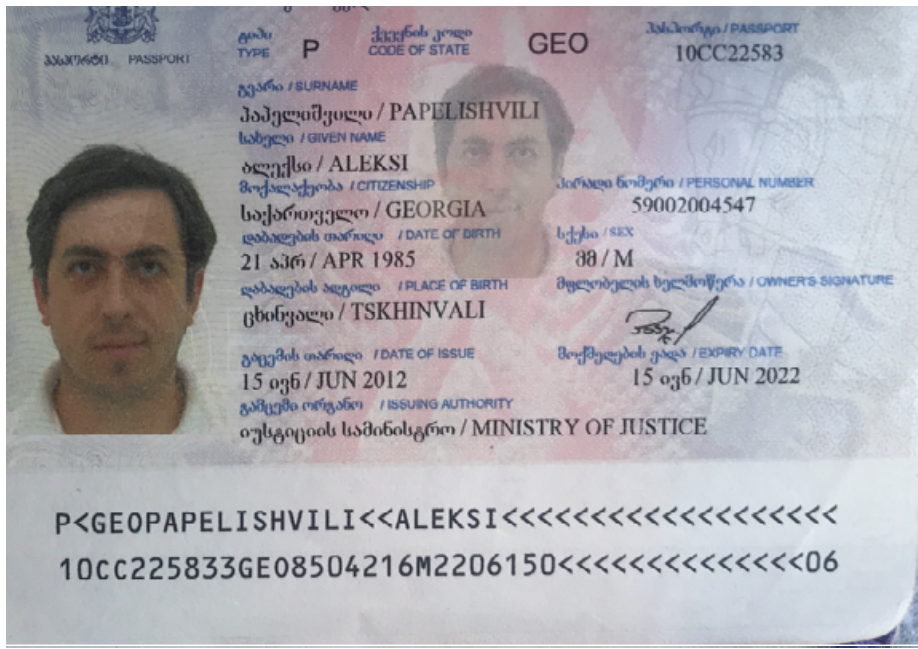 პასპორტი PASSPORT
ტიპი ქვეყნის კოდი პასპორტი / PASSPORT
TYPE P CODE OF STATE GEO 10CC22583
გვარი / SURNAME
პაპელიშვილი / PAPELISHVILI
სახელი / GIVEN NAME
ალექსი / ALEKSI
მოქალაქეობა / CITIZENSHIP პირადი ნომერი / PERSONAL NUMBER
საქართველო / GEORGIA 59002004547
დაბადების თარიღი / DATE OF BIRTH სქესი / SEX
21 აპრ / APR 1985 მმ / M
დაბადების ადგილი / PLACE OF BIRTH მფლობელის ხელმოწერა / OWNER'S SIGNATURE
ცხინვალი / TSKHINVALI
გაცემის თარიღი / DATE OF ISSUE მოქმედების ვადა / EXPIRY DATE
15 ივნ / JUN 2012 15 ივნ / JUN 2022
გამცემი ორგანო / ISSUING AUTHORITY
იუსტიციის სამინისტრო / MINISTRY OF JUSTICE
P<GEOPAPELISHVILI<<ALEKSI<<<<<<<<<<<<<<<<<<<
10CC225833GEO8504216M2206150<<<<<<<<<<<<<<06